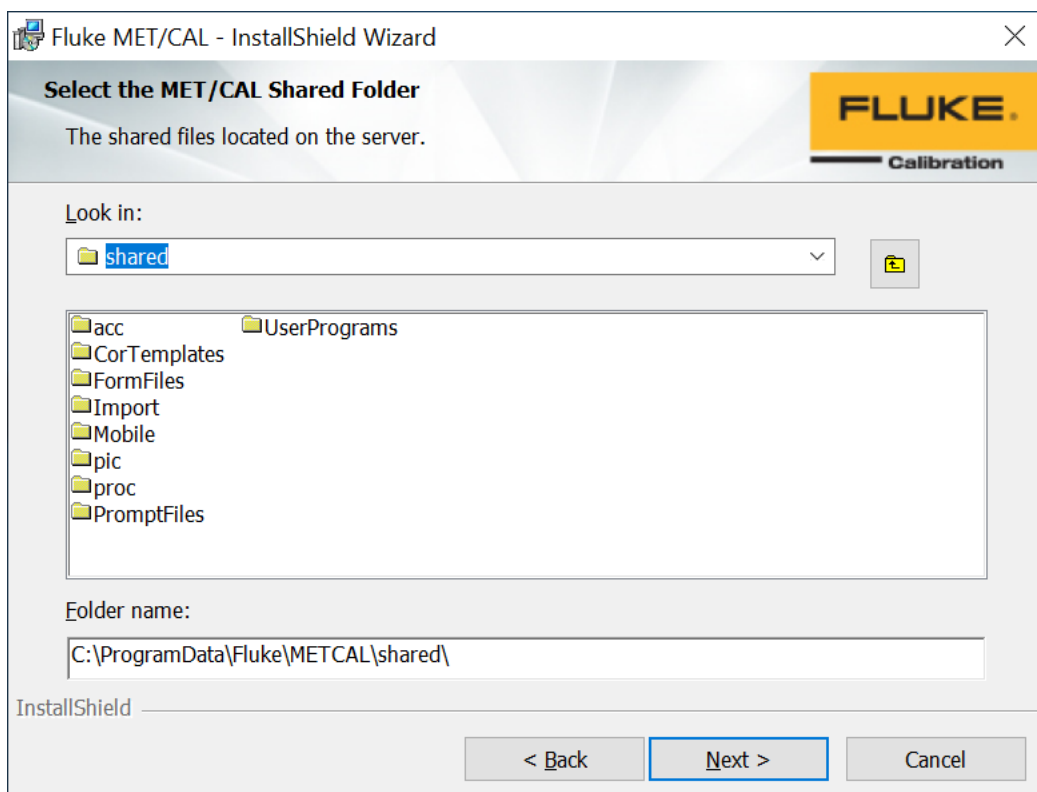 Fluke MET/CAL - InstallShield Wizard
Select the MET/CAL Shared Folder
The shared files located on the server.
FLUKE®
Calibration
Look in:
shared
acc
CorTemplates
FormFiles
Import
Mobile
pic
proc
PromptFiles
UserPrograms
Folder name:
C:\ProgramData\Fluke\METCAL\shared\
InstallShield
< Back
Next >
Cancel